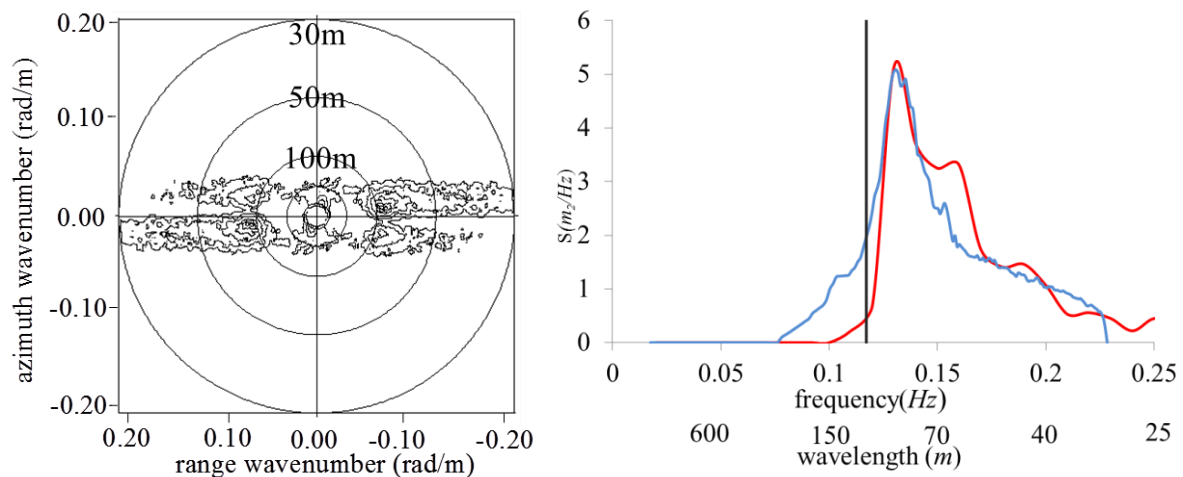 0.20
0.10
0.00
-0.10
-0.20
azimuth wavenumber (rad/m)
30m
50m
100m
0.20 0.10 0.00 -0.10 -0.20
range wavenumber (rad/m)
6
5
4
3
2
1
0
S(m2/Hz)
0 0.05 0.1 0.15 0.2 0.25
frequency(Hz)
600 150 70 40 25
wavelength (m)